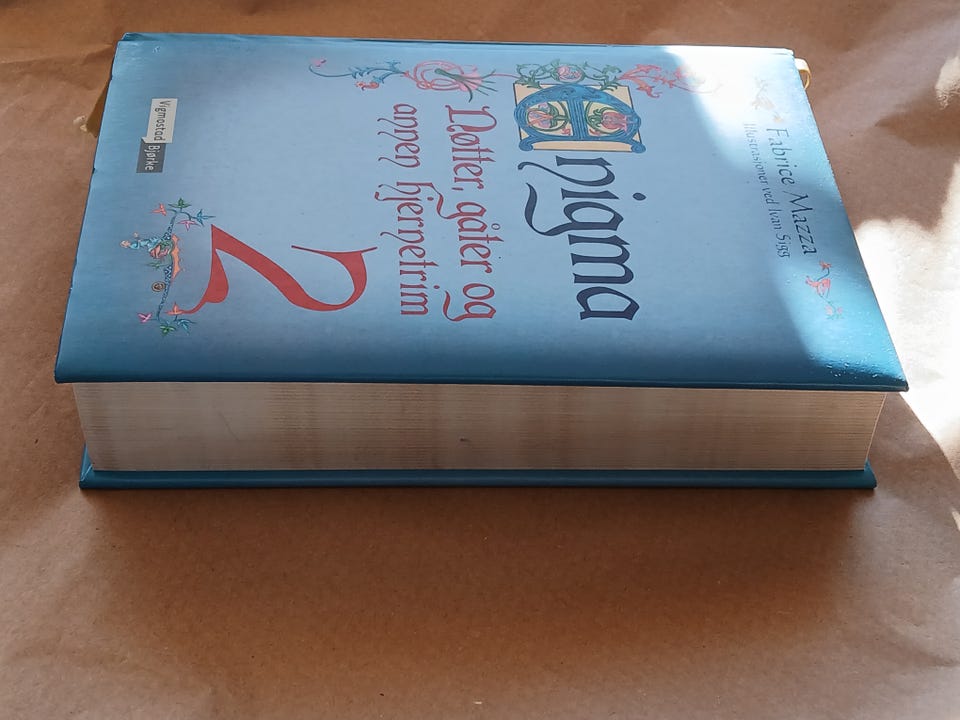 Fabrice Mazza
Illustrasjoner ved Ivan Sigg
Enigma
Nøtter, gåter og
annen hjernetrim
2
Vigmostad Bjørke